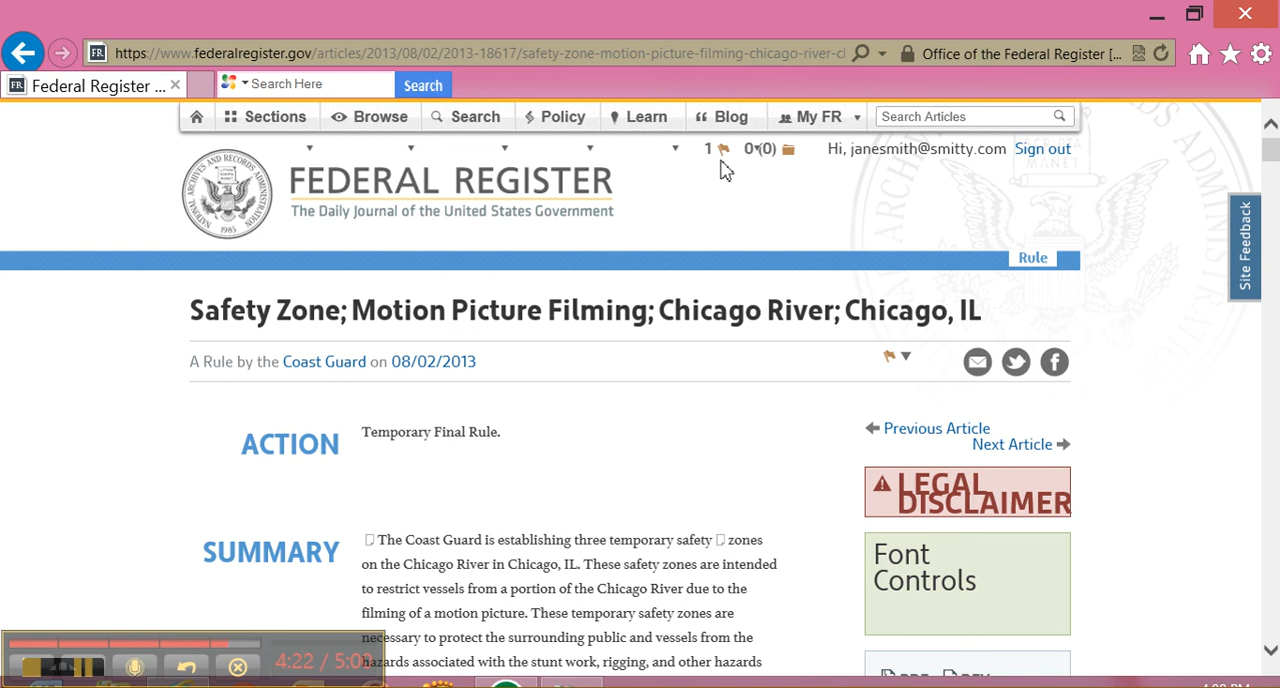 https://www.federalregister.gov/articles/2013/08/02/2013-18617/safety-zone-motion-picture-filming-chicago-river-cl
Office of the Federal Register [...
FR Federal Register ...
Search Here
Search
Sections Browse Search Policy Learn Blog My FR Search Articles
1 0 (0) Hi, janesmith@smitty.com Sign out
FEDERAL REGISTER
The Daily Journal of the United States Government
1985
Rule
Site Feedback
Safety Zone; Motion Picture Filming; Chicago River; Chicago, IL
A Rule by the Coast Guard on 08/02/2013
ACTION
Temporary Final Rule.
Previous Article
Next Article
LEGAL
DISCLAIMER
Font
Controls
SUMMARY
The Coast Guard is establishing three temporary safety zones
on the Chicago River in Chicago, IL. These safety zones are intended
to restrict vessels from a portion of the Chicago River due to the
filming of a motion picture. These temporary safety zones are
necessary to protect the surrounding public and vessels from the
hazards associated with the stunt work, rigging, and other hazards
4:22 / 5:00